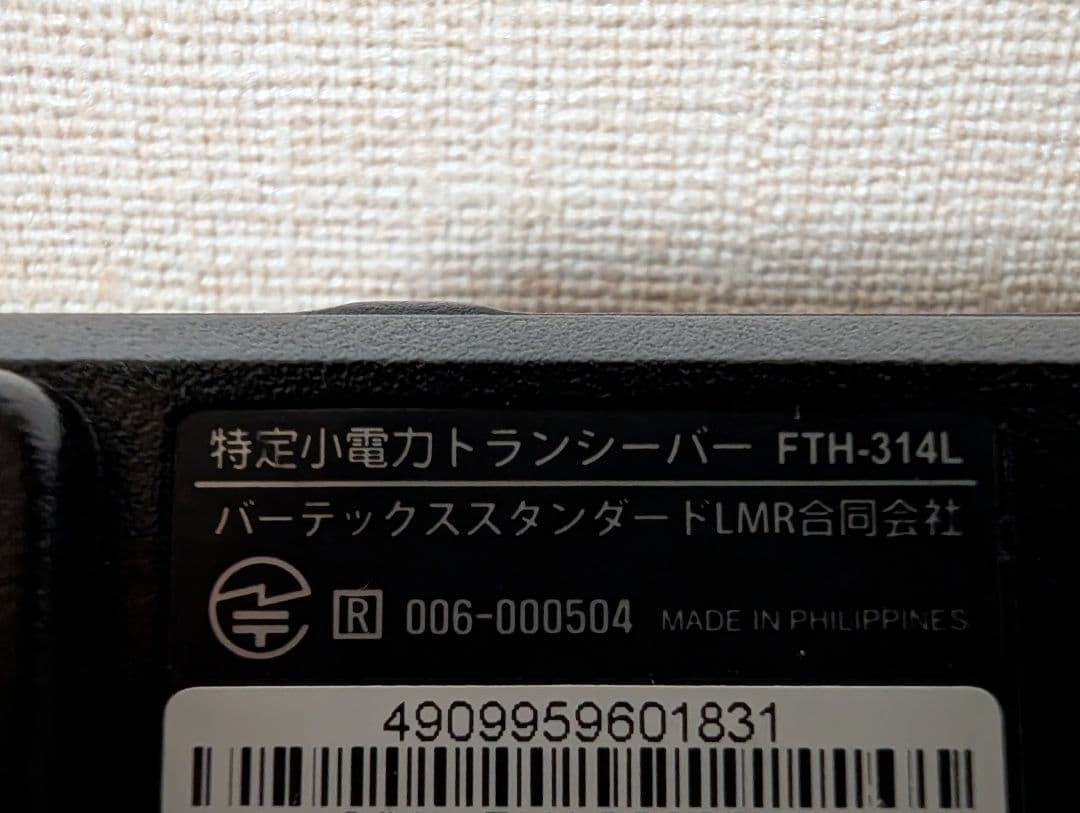 特定小電力トランシーバー FTH-314L
バーテックススタンダードLMR合同会社
R 006-000504 MADE IN PHILIPPINES
4909959601831